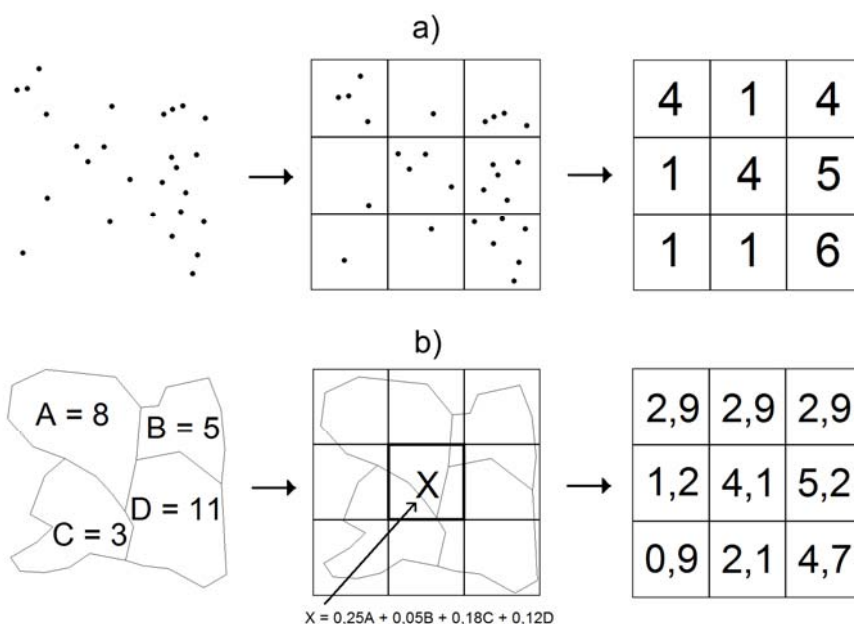 a)
4 1 4
1 4 5
1 1 6
b)
A = 8
B = 5
C = 3
D = 11
X
2,9 2,9 2,9
1,2 4,1 5,2
0,9 2,1 4,7
X = 0,25A + 0,05B + 0,18C + 0,12D